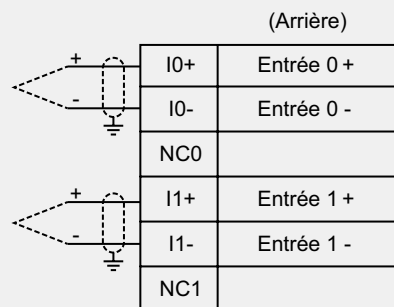 (Arrière)
+ I0+ Entrée 0 +
- I0- Entrée 0 -
NC0
+ I1+ Entrée 1 +
- I1- Entrée 1 -
NC1